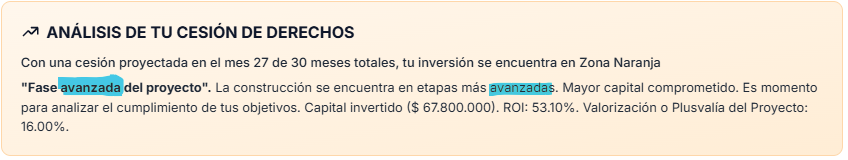 ANÁLISIS DE TU CESIÓN DE DERECHOS
Con una cesión proyectada en el mes 27 de 30 meses totales, tu inversión se encuentra en Zona Naranja
"Fase avanzada del proyecto". La construcción se encuentra en etapas más avanzadas. Mayor capital comprometido. Es momento
para analizar el cumplimiento de tus objetivos. Capital invertido ($ 67.800.000). ROI: 53.10%. Valorización o Plusvalía del Proyecto:
16.00%.